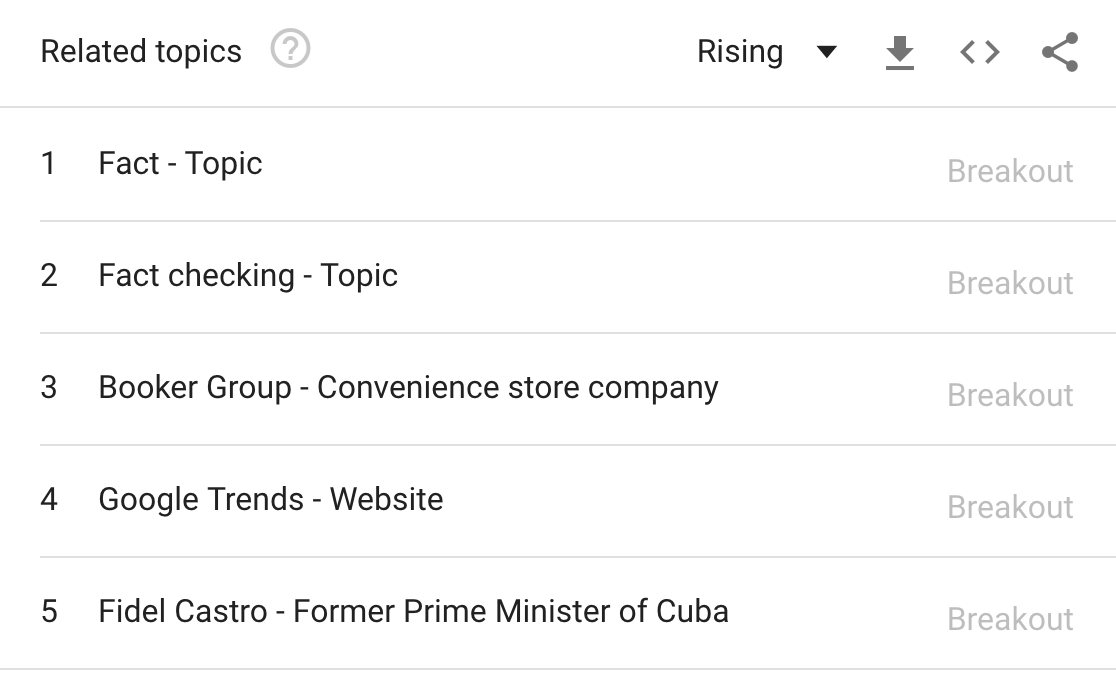 Related topics ? Rising
1 Fact - Topic Breakout
2 Fact checking - Topic Breakout
3 Booker Group - Convenience store company Breakout
4 Google Trends - Website Breakout
5 Fidel Castro - Former Prime Minister of Cuba Breakout